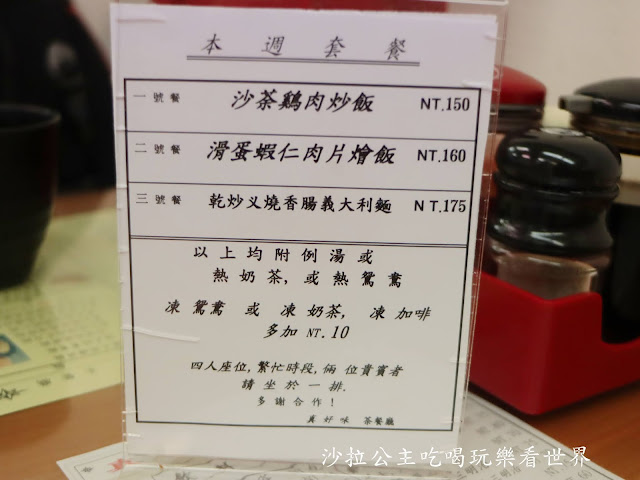 本週套餐
一號餐 沙茶鷄肉炒飯 NT.150
二號餐 滑蛋蝦仁肉片燴飯 NT.160
三號餐 乾炒义燒香腸義大利麵 NT.175
以上均附例湯或
熱奶茶,或熱鴛鴦
凍鴛鴦 或 凍奶茶, 凍加啡
多加 NT.10
四人座位,繁忙時段,倆 位貴賓者
請坐於一排.
多謝合作!
真好味 茶餐廳
沙拉公主吃喝玩樂看世界